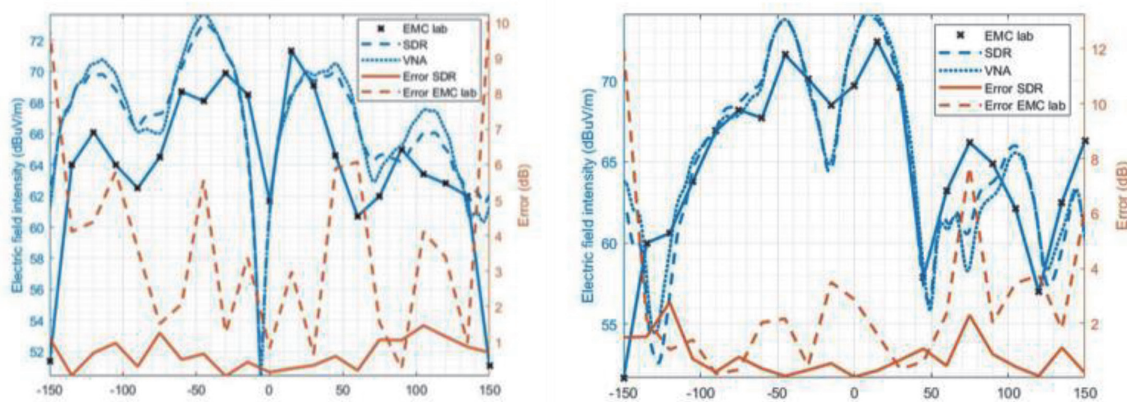 72
70
68
66
64
62
60
58
56
54
52
Electric field intensity (dBuV/m)
-150 -100 -50 0 50 100 150
10
9
8
7
6
5
4
3
2
1
Error (dB)
EMC lab
SDR
VNA
Error SDR
Error EMC lab
70
65
60
55
Electric field intensity (dBuV/m)
-150 -100 -50 0 50 100 150
12
10
8
6
4
2
Error (dB)
EMC lab
SDR
VNA
Error SDR
Error EMC lab